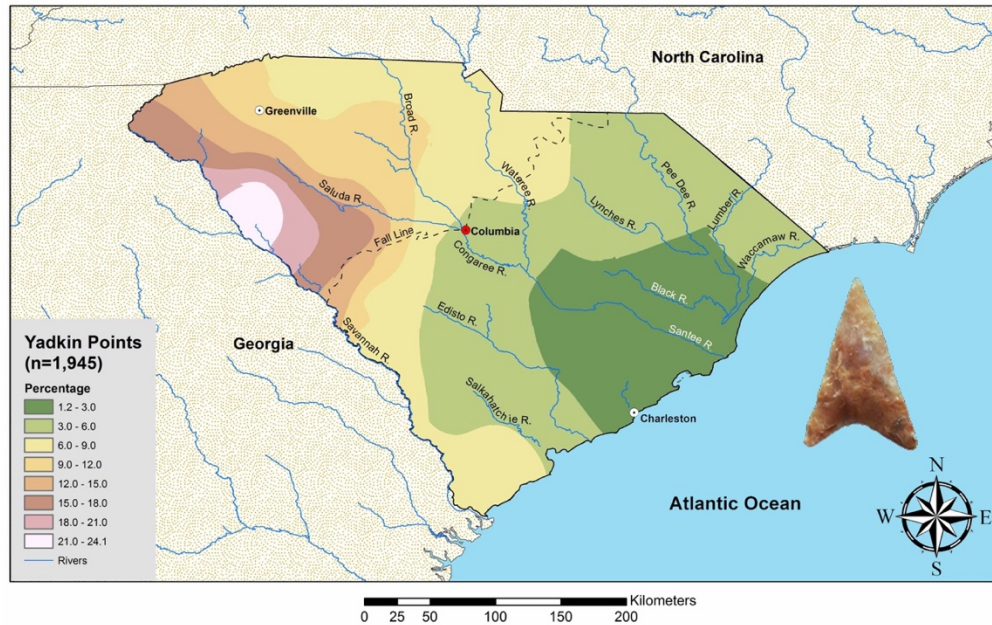 North Carolina
Greenville
Broad R.
Saluda R.
Wateree R.
Pee Dee R.
Lynches R.
Lumber R.
Waccamaw R.
Fall Line
Columbia
Congaree R.
Black R.
Santee R.
Edisto R.
Savannah R.
Georgia
Salkahatchie R.
Charleston
Atlantic Ocean
Yadkin Points
(n=1,945)
Percentage
1.2 - 3.0
3.0 - 6.0
6.0 - 9.0
9.0 - 12.0
12.0 - 15.0
15.0 - 18.0
18.0 - 21.0
21.0 - 24.1
Rivers
N
W
E
S
Kilometers
0 25 50 100 150 200